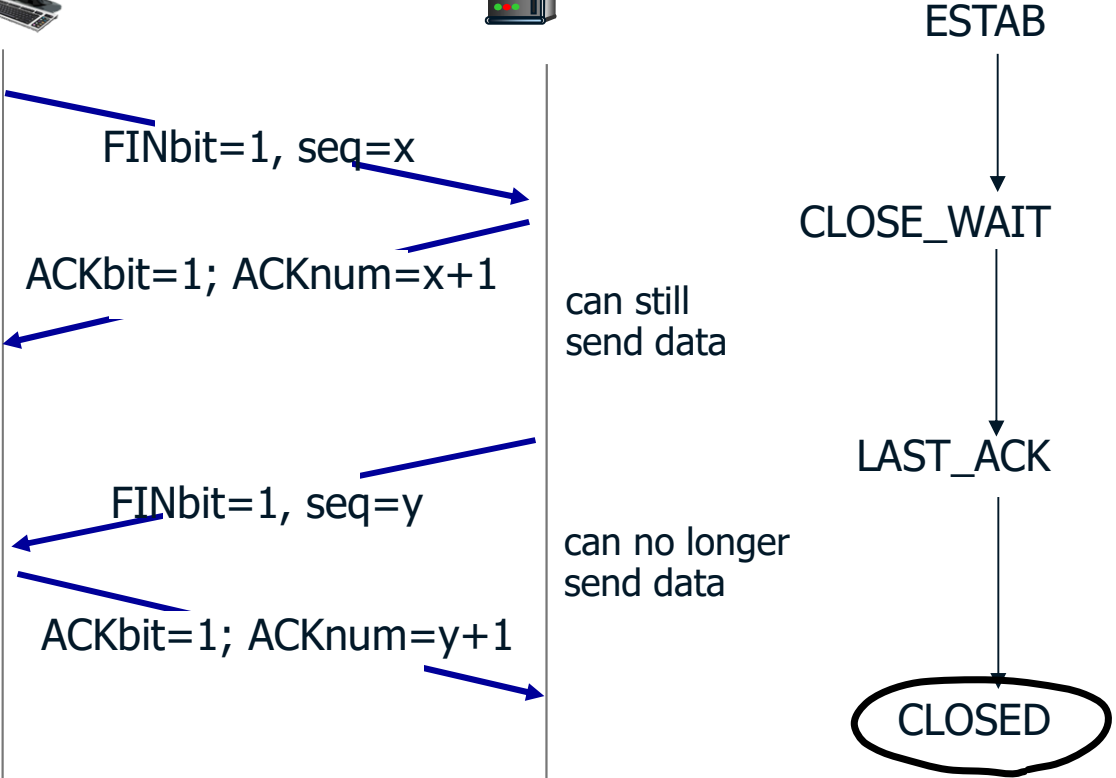 ESTAB
FINbit=1, seq=x
CLOSE_WAIT
ACKbit=1; ACKnum=x+1
can still
send data
LAST_ACK
FINbit=1, seq=y
can no longer
send data
ACKbit=1; ACKnum=y+1
CLOSED